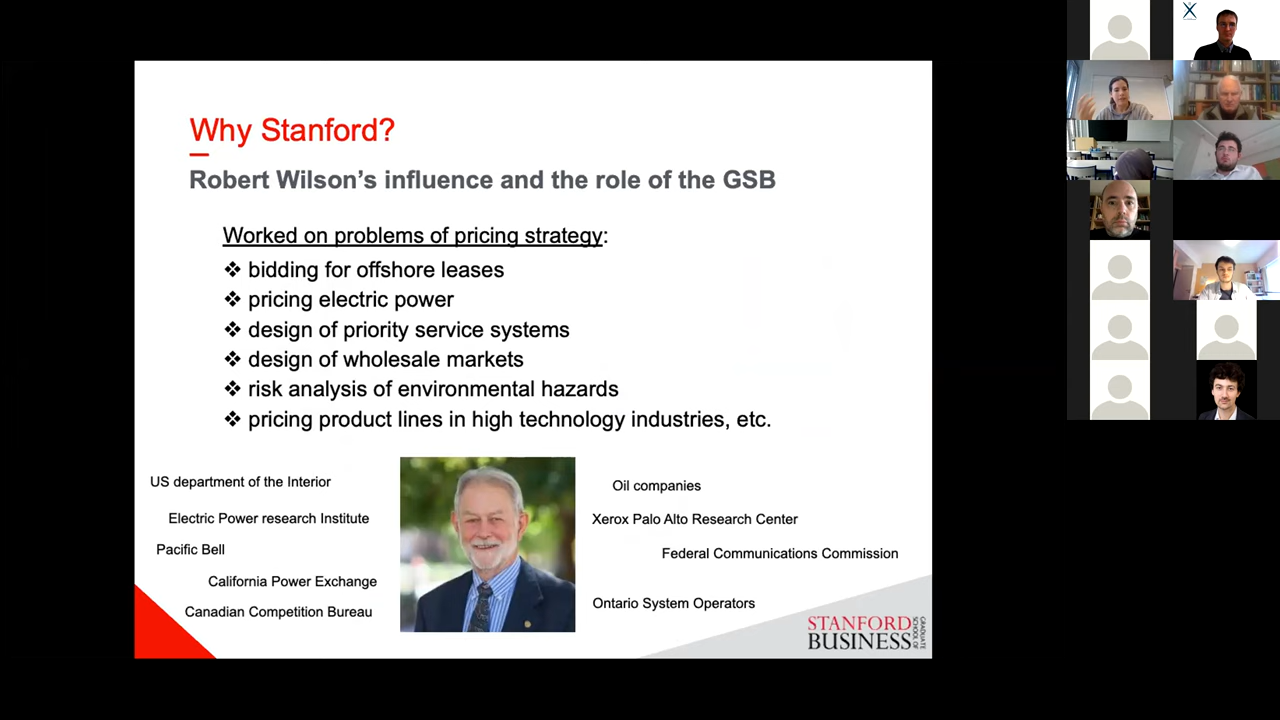 Why Stanford?
Robert Wilson’s influence and the role of the GSB
Worked on problems of pricing strategy:
❖ bidding for offshore leases
❖ pricing electric power
❖ design of priority service systems
❖ design of wholesale markets
❖ risk analysis of environmental hazards
❖ pricing product lines in high technology industries, etc.
US department of the Interior
Electric Power research Institute
Pacific Bell
California Power Exchange
Canadian Competition Bureau
Oil companies
Xerox Palo Alto Research Center
Federal Communications Commission
Ontario System Operators
STANFORD
BUSINESS
GRADUATE
SCHOOL OF